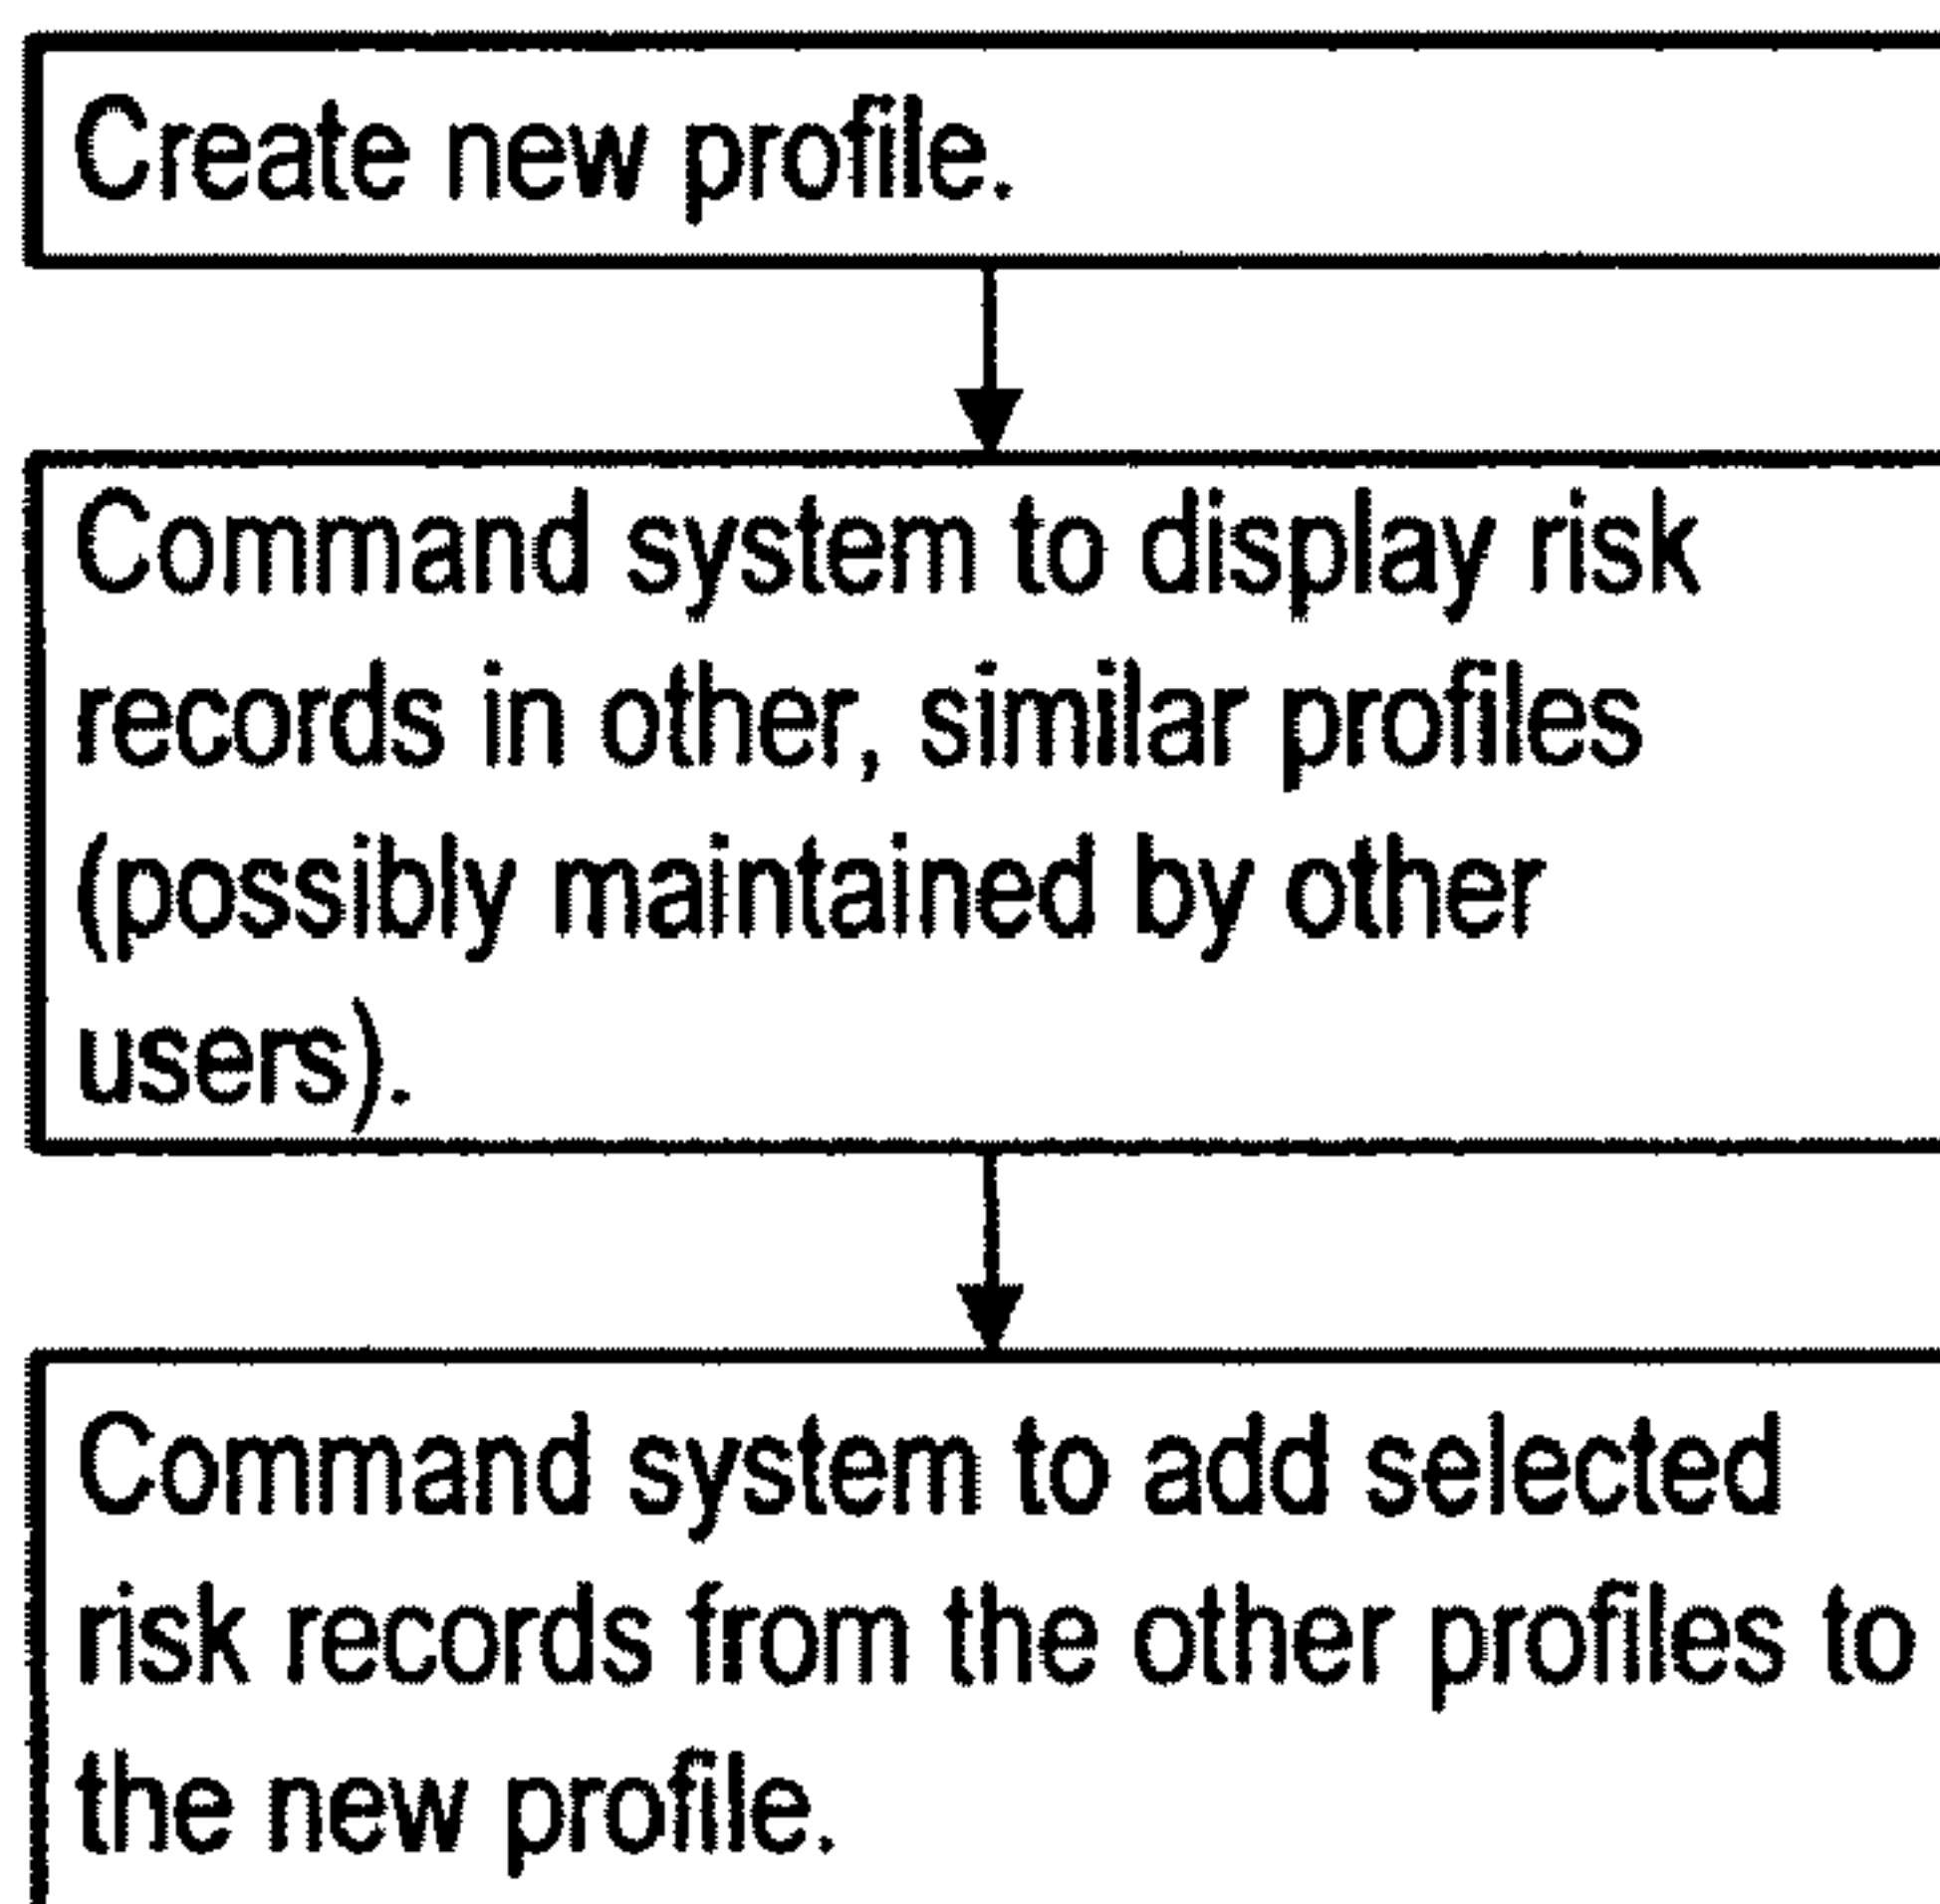 Create new profile.
Command system to display risk
records in other, similar profiles
(possibly maintained by other
users).
Command system to add selected
risk records from the other profiles to
the new profile.